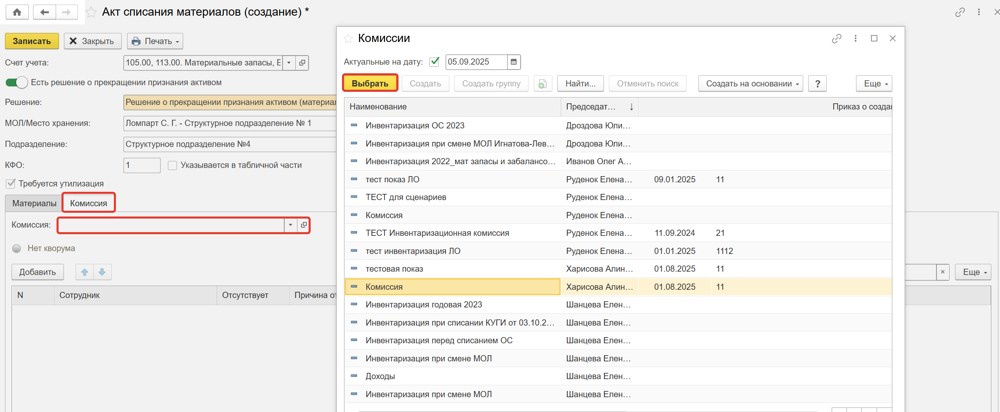 Акт списания материалов (создание) *
Записать
Закрыть
Печать
Счет учета:
105.00, 113.00. Материальные запасы, Е
Есть решение о прекращении признания активом
Решение:
Решение о прекращении признания активом (материал
МОЛ/Место хранения:
Ломпарт С. Г. - Структурное подразделение № 1
Подразделение:
Структурное подразделение №4
КФО:
1
Указывается в табличной части
Требуется утилизация
Материалы
Комиссия
Комиссия:
Нет кворума
Добавить
Еще
N
Сотрудник
Отсутствует
Причина от
Комиссии
Актуальные на дату:
05.09.2025
Выбрать
Создать
Создать группу
Найти...
Отменить поиск
Создать на основании
?
Еще
Наименование
Председат... ↓
Приказ о созда
Инвентаризация ОС 2023 Дроздова Юли...
Инвентаризация при смене МОЛ Игнатова-Лев... Дроздова Юли...
Инвентаризация 2022_мат запасы и забалансо... Иванов Олег А...
тест показ ЛО Руденок Елена... 09.01.2025 11
ТЕСТ для сценариев Руденок Елена...
Комиссия Руденок Елена...
ТЕСТ Инвентаризационная комиссия Руденок Елена... 11.09.2024 21
тест инвентаризация ЛО Руденок Елена... 01.01.2025 1112
тестовая показ Харисова Алин... 01.08.2025 11
Комиссия Харисова Алин... 01.08.2025 11
Инвентаризация годовая 2023 Шанцева Елен...
Инвентаризация при списании КУГИ от 03.10.2... Шанцева Елен...
Инвентаризация перед списанием ОС Шанцева Елен...
Инвентаризация при смене МОЛ Шанцева Елен...
Доходы Шанцева Елен...
Инвентаризация при смене МОЛ Шанцева Елен...